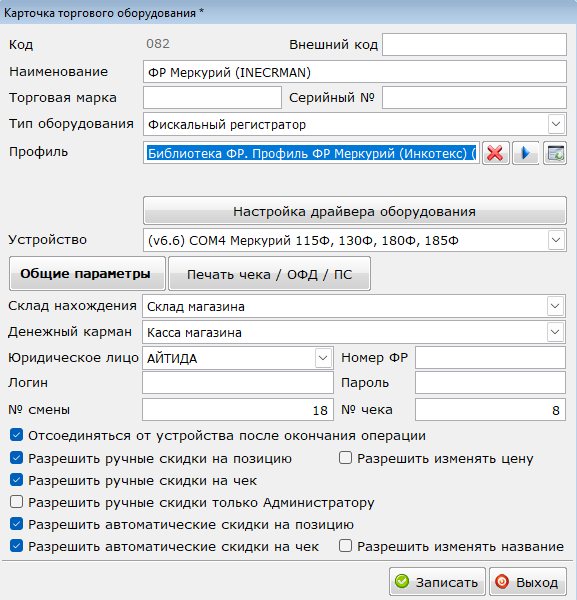 Карточка торгового оборудования *
Код 082 Внешний код
Наименование ФР Меркурий (INECRMAN)
Торговая марка Серийный №
Тип оборудования Фискальный регистратор
Профиль Библиотека ФР. Профиль ФР Меркурий (Инкотекс) (
Настройка драйвера оборудования
Устройство (v6.6) COM4 Меркурий 115Ф, 130Ф, 180Ф, 185Ф
Общие параметры Печать чека / ОФД / ПС
Склад нахождения Склад магазина
Денежный карман Касса магазина
Юридическое лицо АЙТИДА Номер ФР
Логин Пароль
№ смены 18 № чека 8
Отсоединяться от устройства после окончания операции
Разрешить ручные скидки на позицию Разрешить изменять цену
Разрешить ручные скидки на чек
Разрешить ручные скидки только Администратору
Разрешить автоматические скидки на позицию
Разрешить автоматические скидки на чек Разрешить изменять название
Записать Выход